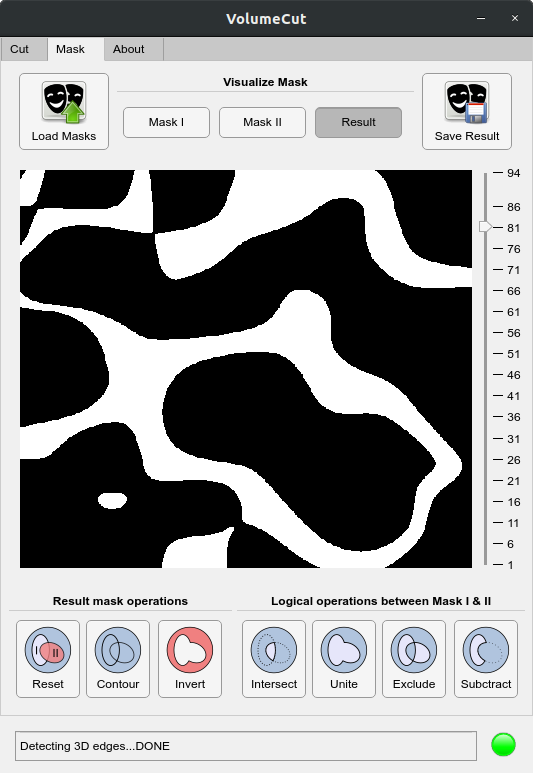 VolumeCut
Cut Mask About
Visualize Mask
Load Masks Mask I Mask II Result Save Result
94
86
81
76
71
66
61
56
51
46
41
36
31
26
21
16
11
6
1
Result mask operations Logical operations between Mask I & II
I II
Reset Contour Invert Intersect Unite Exclude Subctract
Detecting 3D edges...DONE